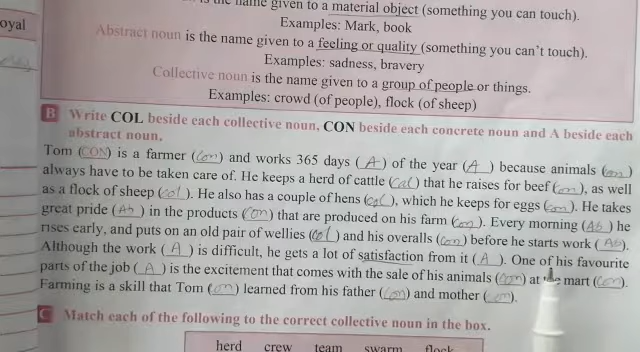 is the name given to a material object (something you can touch).
Examples: Mark, book
Abstract noun is the name given to a feeling or quality (something you can't touch).
Examples: sadness, bravery
Collective noun is the name given to a group of people or things.
Examples: crowd (of people), flock (of sheep)
oyal
B Write COL beside each collective noun, CON beside each concrete noun and A beside each
abstract noun.
Tom (CON) is a farmer (Con) and works 365 days ( A ) of the year ( A ) because animals (con)
always have to be taken care of. He keeps a herd of cattle (Col) that he raises for beef (con), as well
as a flock of sheep (col). He also has a couple of hens (col), which he keeps for eggs (con). He takes
great pride (Ab) in the products (con) that are produced on his farm (con). Every morning (Ab) he
rises early, and puts on an old pair of wellies (Col) and his overalls (con) before he starts work (Ab).
Although the work ( A ) is difficult, he gets a lot of satisfaction from it ( A ). One of his favourite
parts of the job ( A ) is the excitement that comes with the sale of his animals (con) at mart (con).
Farming is a skill that Tom (con) learned from his father (con) and mother (con).
C Match each of the following to the correct collective noun in the box.
herd crew team swarm flock